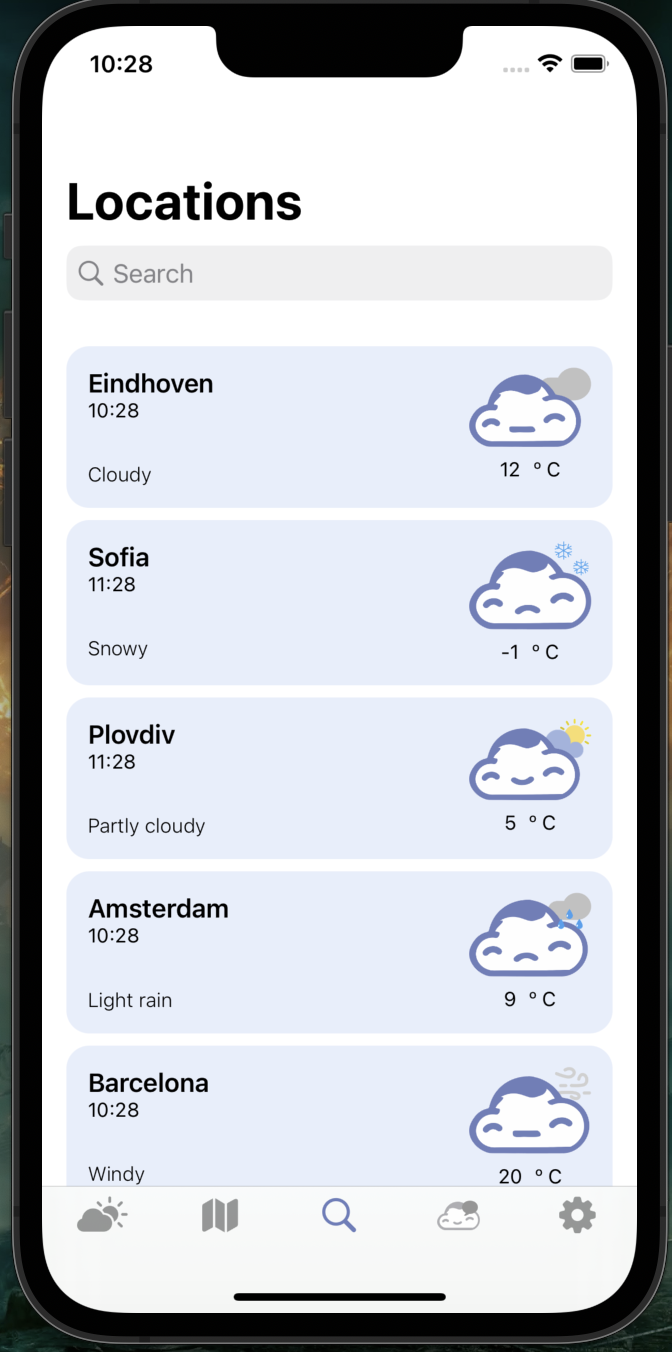 10:28
Locations
Search
Eindhoven
10:28
Cloudy
12 º C
Sofia
11:28
Snowy
-1 º C
Plovdiv
11:28
Partly cloudy
5 º C
Amsterdam
10:28
Light rain
9 º C
Barcelona
10:28
Windy
20 º C